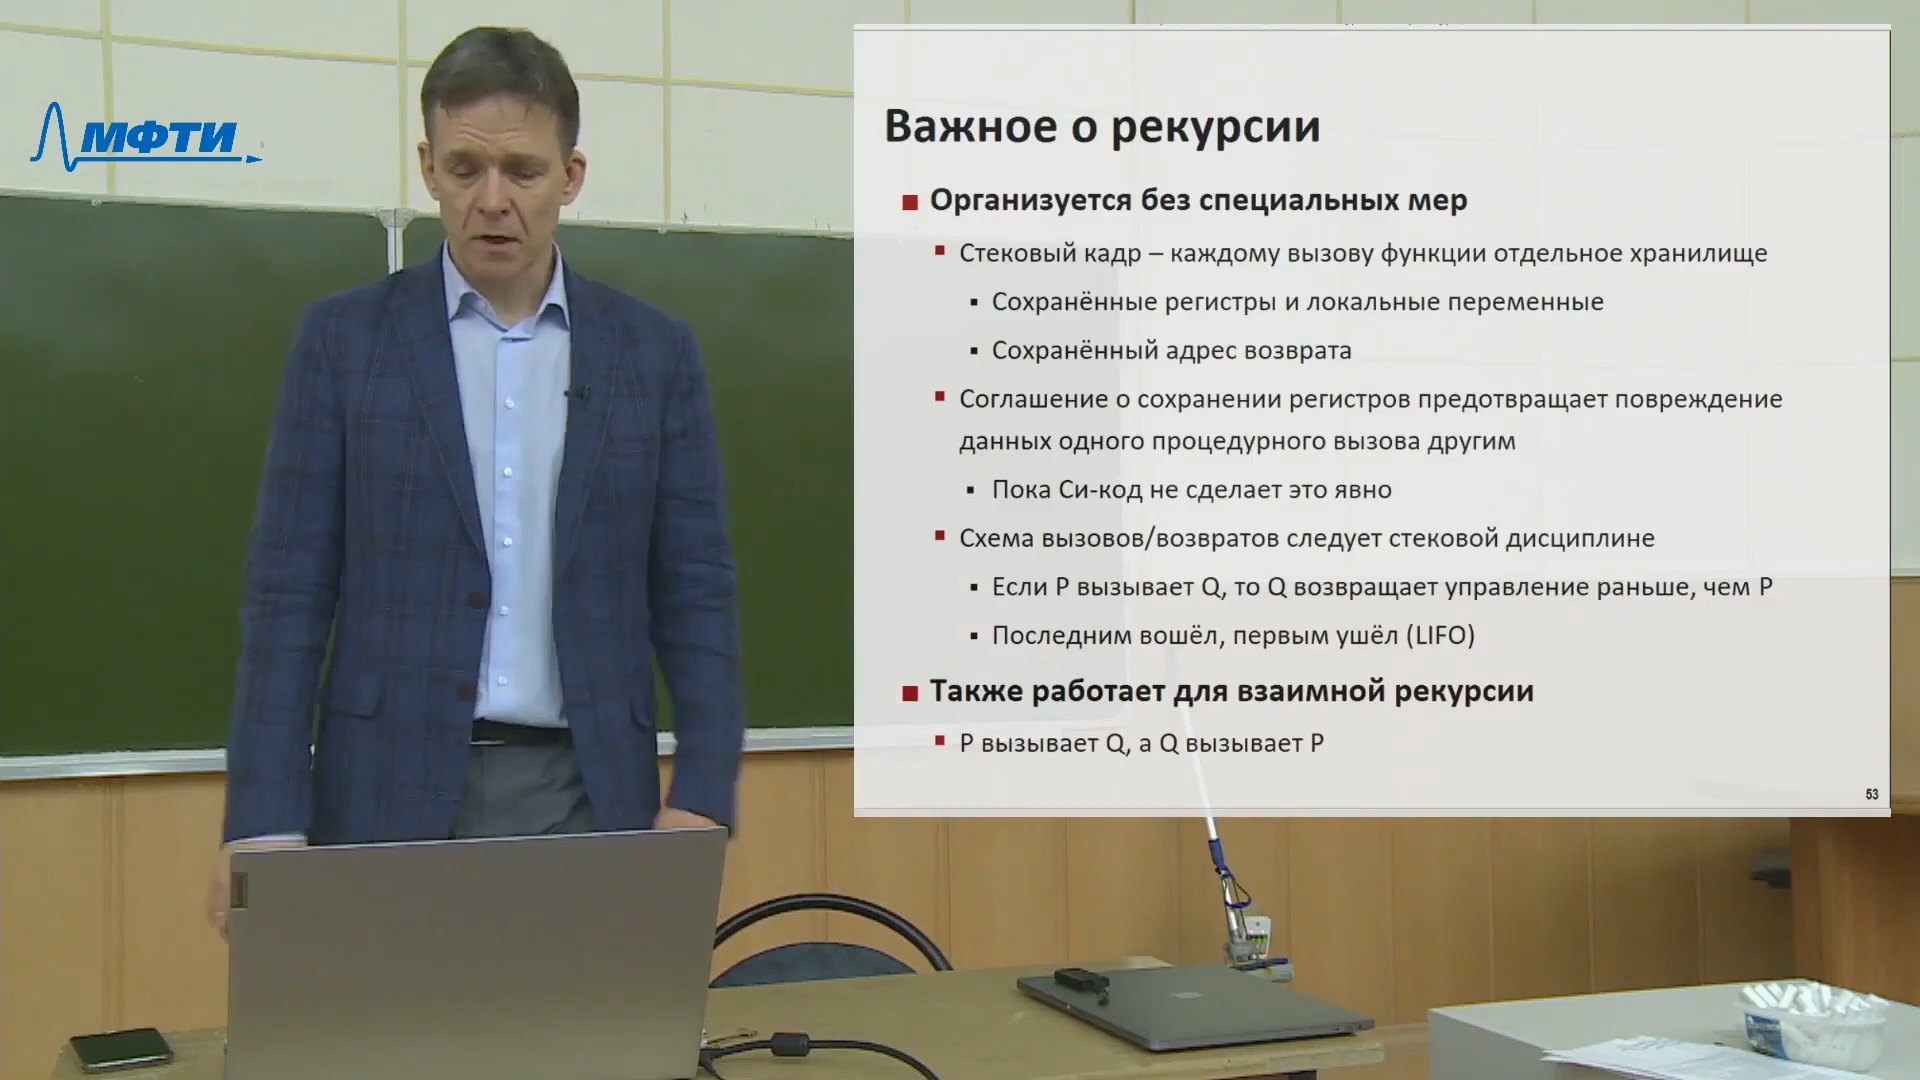 МФТИ
Важное о рекурсии
Организуется без специальных мер
Стековый кадр – каждому вызову функции отдельное хранилище
Сохранённые регистры и локальные переменные
Сохранённый адрес возврата
Соглашение о сохранении регистров предотвращает повреждение
данных одного процедурного вызова другим
Пока Си-код не сделает это явно
Схема вызовов/возвратов следует стековой дисциплине
Если P вызывает Q, то Q возвращает управление раньше, чем P
Последним вошёл, первым ушёл (LIFO)
Также работает для взаимной рекурсии
P вызывает Q, а Q вызывает P
53